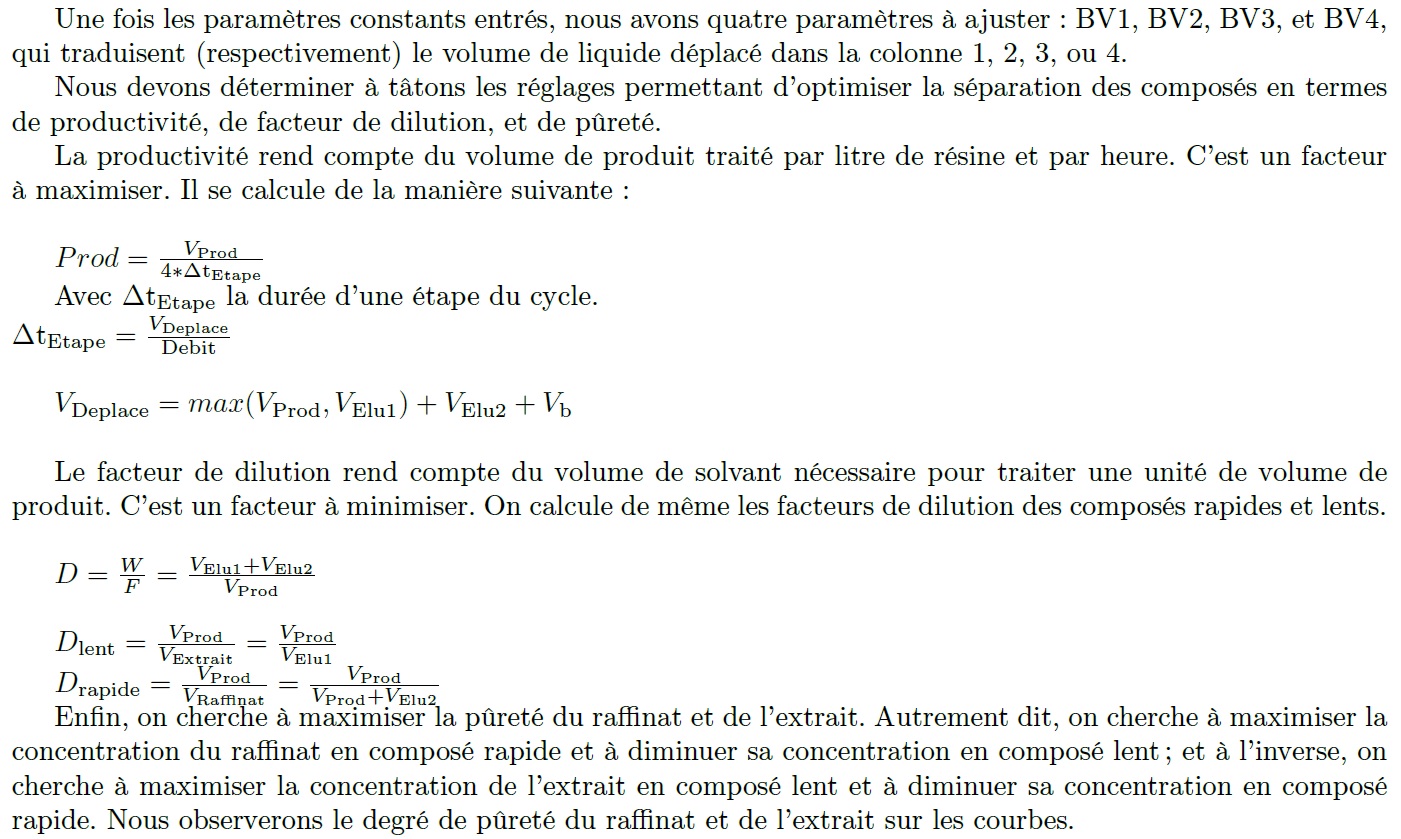 Une fois les paramètres constants entrés, nous avons quatre paramètres à ajuster : BV1, BV2, BV3, et BV4,
qui traduisent (respectivement) le volume de liquide déplacé dans la colonne 1, 2, 3, ou 4.
Nous devons déterminer à tâtons les réglages permettant d'optimiser la séparation des composés en termes
de productivité, de facteur de dilution, et de pûreté.
La productivité rend compte du volume de produit traité par litre de résine et par heure. C'est un facteur
à maximiser. Il se calcule de la manière suivante :
$Prod = \frac{V_{\text{Prod}}}{4*\Delta t_{\text{Etape}}}$
Avec $\Delta t_{\text{Etape}}$ la durée d'une étape du cycle.
$\Delta t_{\text{Etape}} = \frac{V_{\text{Deplace}}}{\text{Debit}}$
$V_{\text{Deplace}} = max(V_{\text{Prod}}, V_{\text{Elu1}}) + V_{\text{Elu2}} + V_{\text{b}}$
Le facteur de dilution rend compte du volume de solvant nécessaire pour traiter une unité de volume de
produit. C'est un facteur à minimiser. On calcule de même les facteurs de dilution des composés rapides et lents.
$D = \frac{W}{F} = \frac{V_{\text{Elu1}}+V_{\text{Elu2}}}{V_{\text{Prod}}}$
$D_{\text{lent}} = \frac{V_{\text{Prod}}}{V_{\text{Extrait}}} = \frac{V_{\text{Prod}}}{V_{\text{Elu1}}}$
$D_{\text{rapide}} = \frac{V_{\text{Prod}}}{V_{\text{Raffinat}}} = \frac{V_{\text{Prod}}}{V_{\text{Prod}}+V_{\text{Elu2}}}$
Enfin, on cherche à maximiser la pûreté du raffinat et de l'extrait. Autrement dit, on cherche à maximiser la
concentration du raffinat en composé rapide et à diminuer sa concentration en composé lent ; et à l'inverse, on
cherche à maximiser la concentration de l'extrait en composé lent et à diminuer sa concentration en composé
rapide. Nous observerons le degré de pûreté du raffinat et de l'extrait sur les courbes.